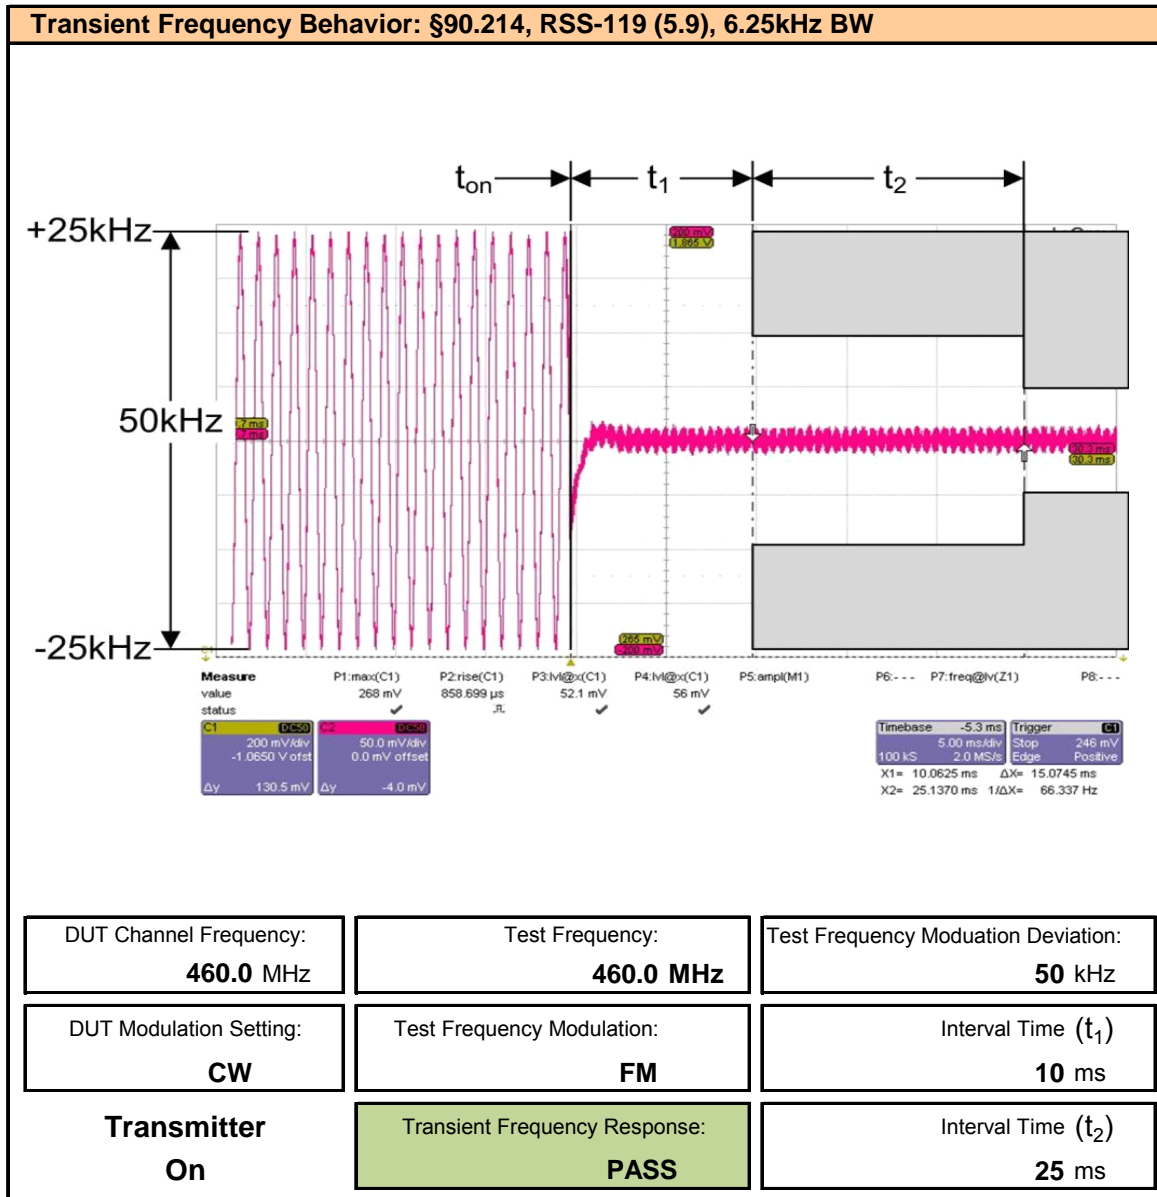 Transient Frequency Behavior: §90.214, RSS-119 (5.9), 6.25kHz BW
ton t1 t2
+25kHz
200 mV
1.865 V
50kHz
.7 ms
.7 ms
30.3 ms
30.3 ms
265 mV
-200 mV
-25kHz
Measure P1:max(C1) P2:rise(C1) P3:lvl@x(C1) P4:lvl@x(C1) P5:ampl(M1) P6:- - - P7:freq@lv(Z1) P8:- - -
value 268 mV 858.699 µs 52.1 mV 56 mV
status
C1 DC50 C2 DC50 Timebase -5.3 ms Trigger C1
200 mV/div 50.0 mV/div 5.00 ms/div Stop 246 mV
-1.0650 V ofst 0.0 mV offset 100 kS 2.0 MS/s Edge Positive
Δy 130.5 mV Δy -4.0 mV
X1= 10.0625 ms ΔX= 15.0745 ms
X2= 25.1370 ms 1/ΔX= 66.337 Hz
DUT Channel Frequency: Test Frequency: Test Frequency Moduation Deviation:
460.0 MHz 460.0 MHz 50 kHz
DUT Modulation Setting: Test Frequency Modulation: Interval Time (t1)
CW FM 10 ms
Transmitter Transient Frequency Response: Interval Time (t2)
On PASS 25 ms